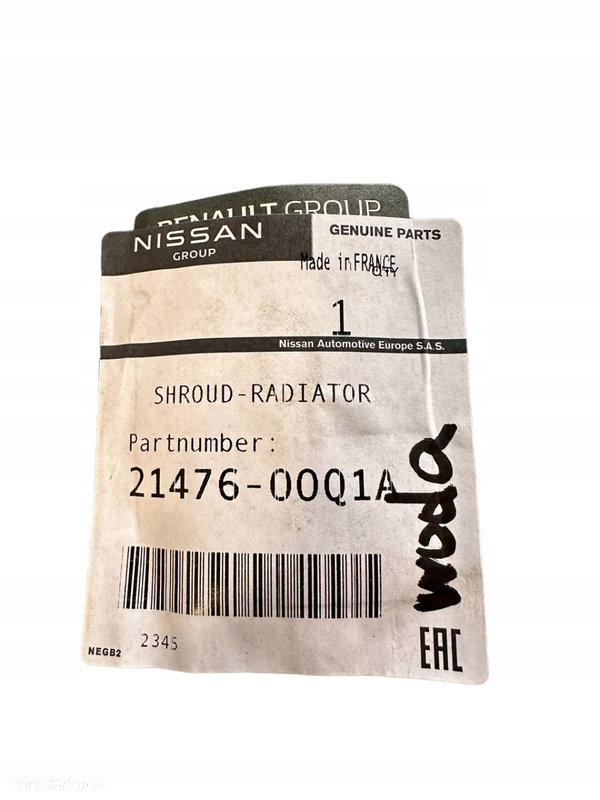 RENAULT GROUP
NISSAN
GROUP
GENUINE PARTS
Made in FRANCE
QTY
1
Nissan Automotive Europe S.A.S.
SHROUD-RADIATOR
Partnumber:
21476-00Q1A
woda
2345
NEGB2
EAC